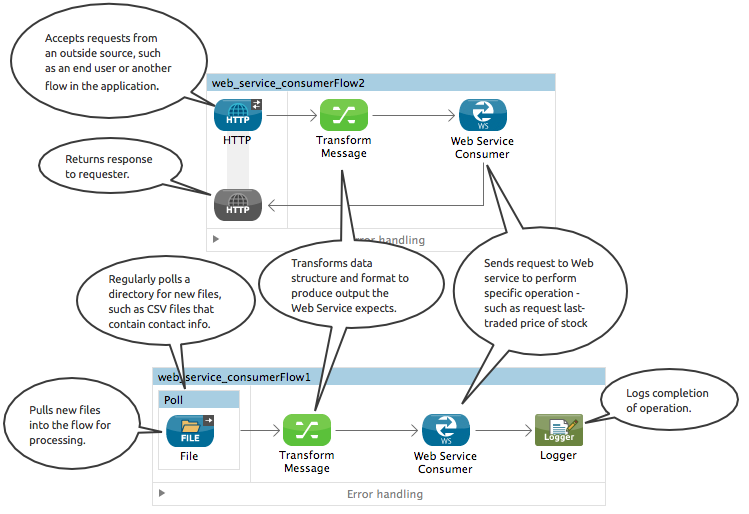 Accepts requests from
an outside source, such
as an end user or another
flow in the application.
web_service_consumerFlow2
HTTP
HTTP
Transform
Message
WS
Web Service
Consumer
Returns response
to requester.
HTTP
Error handling
Regularly polls a
directory for new files,
such as CSV files that
contain contact info.
Transforms data
structure and format to
produce output the
Web Service expects.
Sends request to Web
service to perform
specific operation -
such as request last-
traded price of stock
web_service_consumerFlow1
Poll
Pulls new files
into the flow for
processing.
FILE
File
Transform
Message
WS
Web Service
Consumer
Logger
Logger
Logs completion
of operation.
Error handling